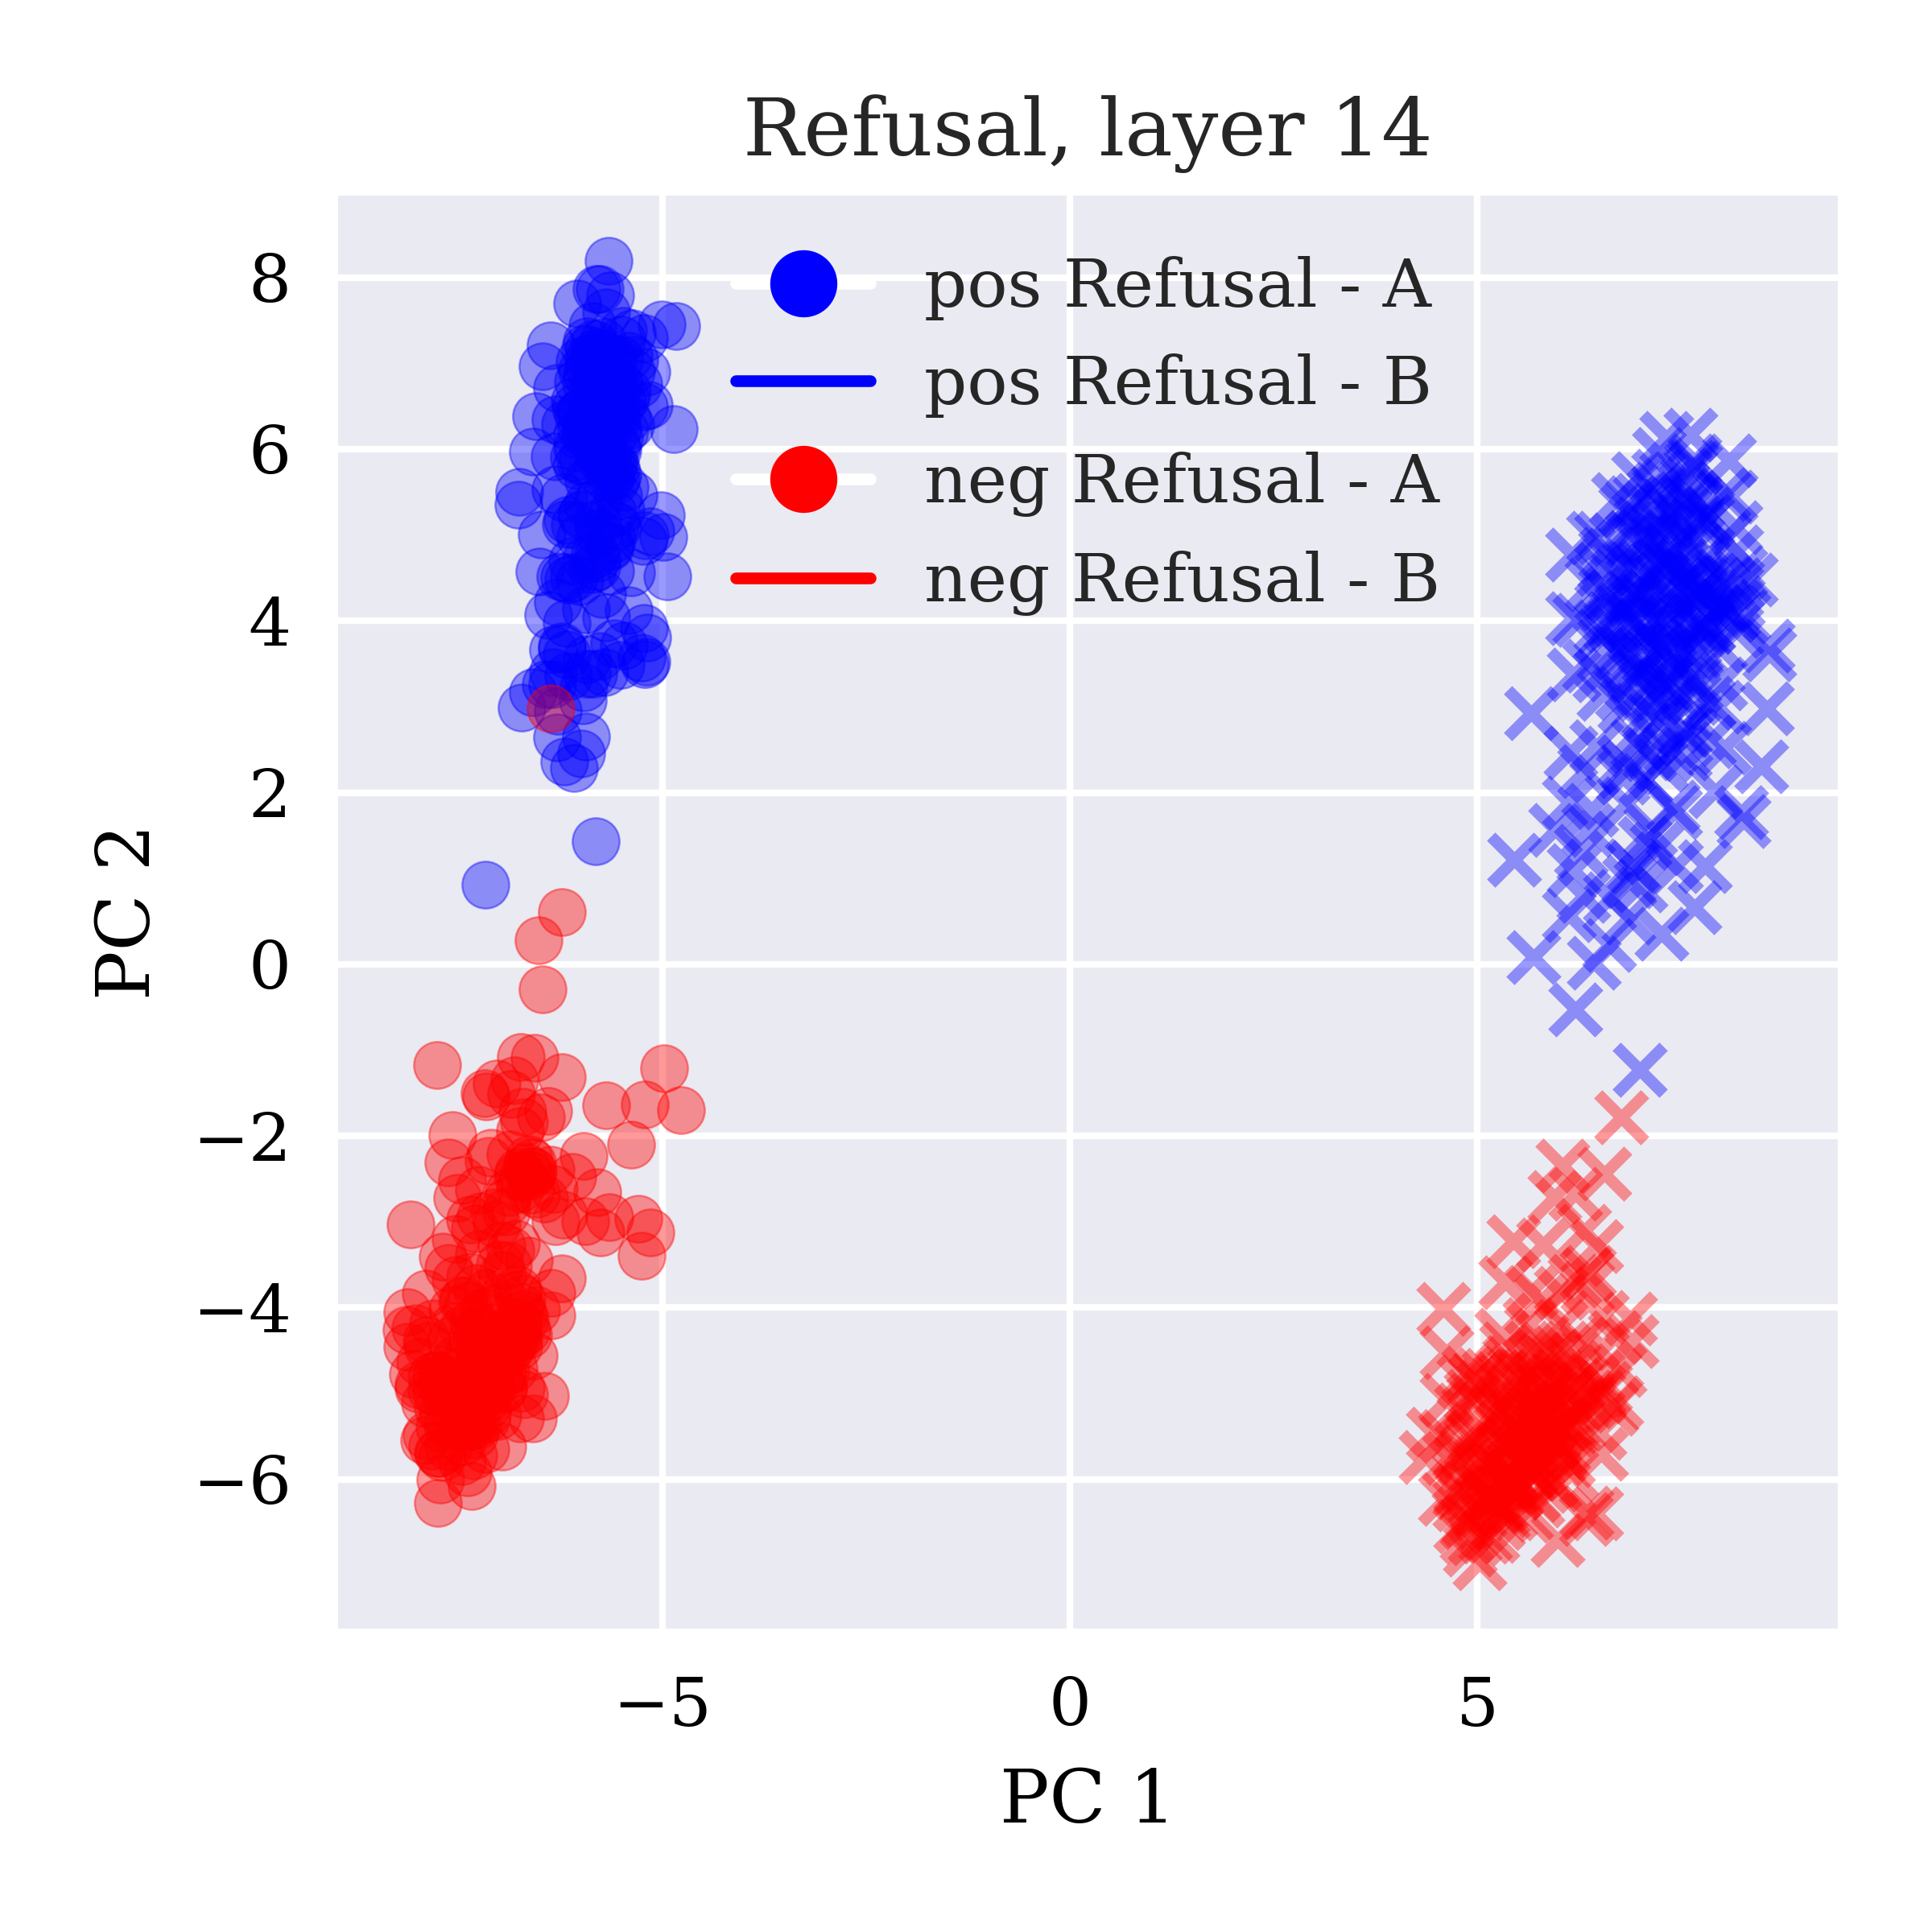 Refusal, layer 14
pos Refusal - A
pos Refusal - B
neg Refusal - A
neg Refusal - B
8
6
4
2
0
−2
−4
−6
PC 2
−5 0 5
PC 1